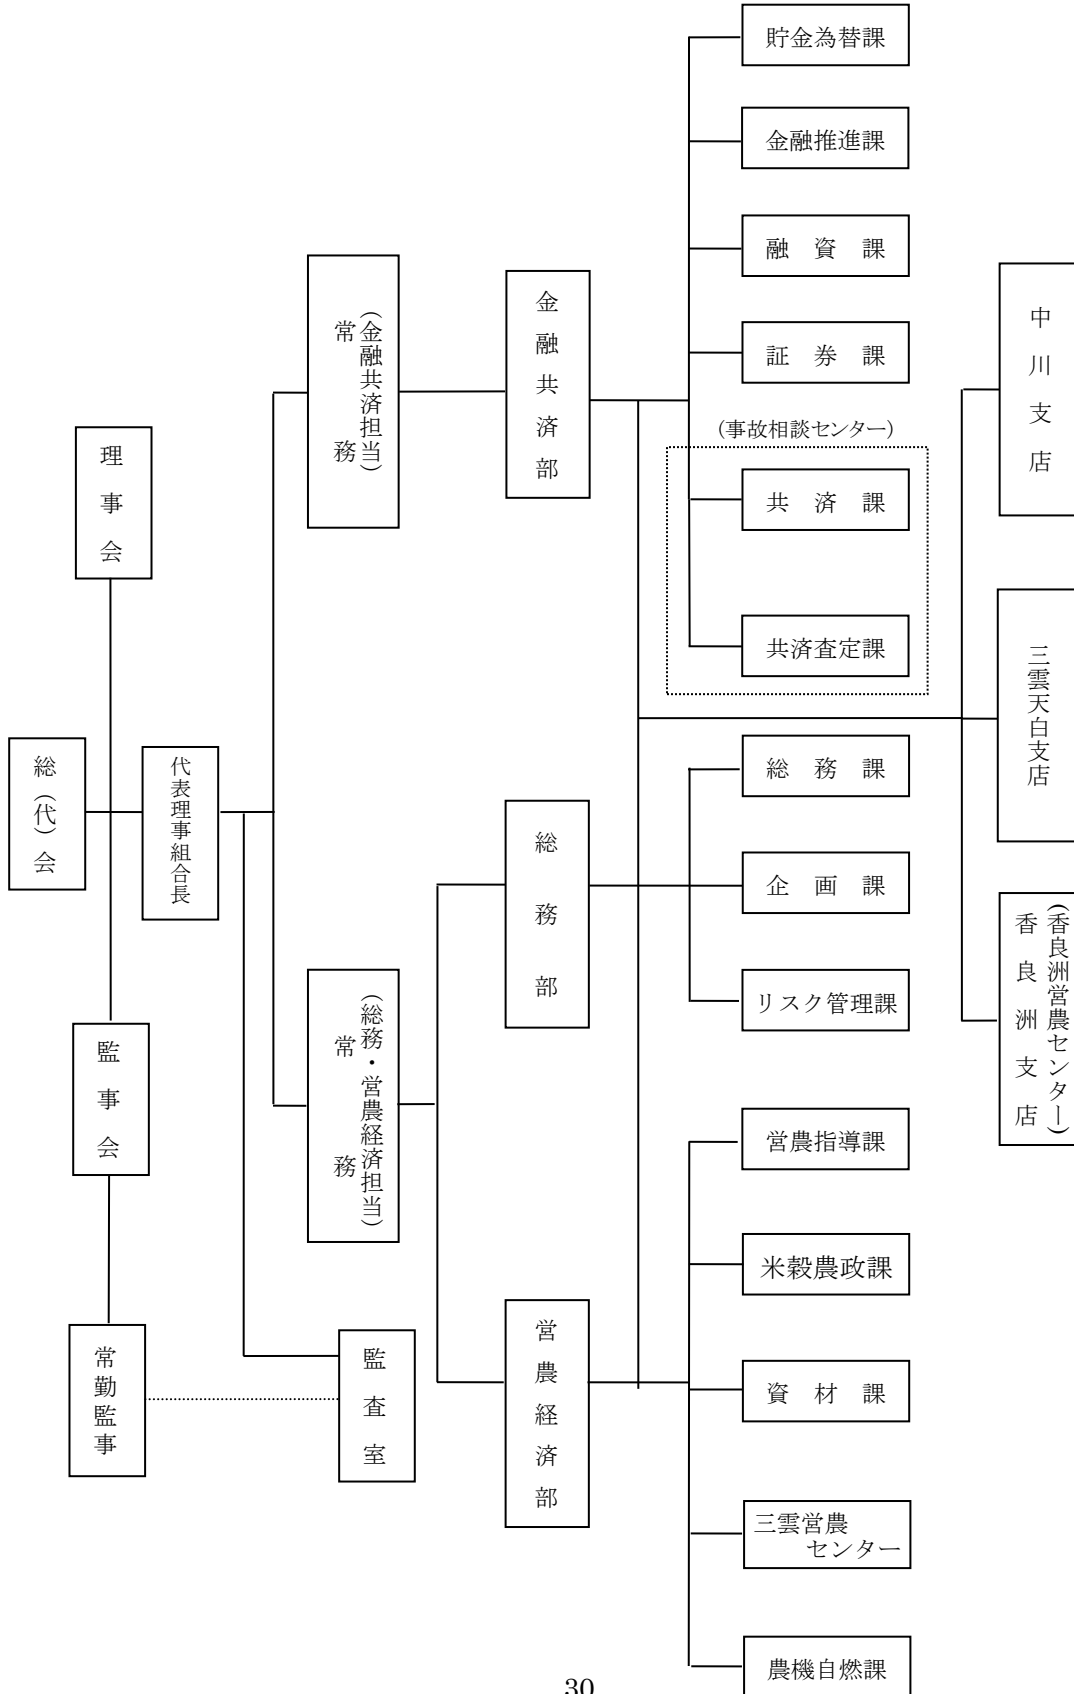 総（代）会
理事会
監事会
常勤監事
代表理事組合長
常務
（金融共済担当）
常務
（総務・営農経済担当）
監査室
金融共済部
総務部
営農経済部
貯金為替課
金融推進課
融資課
証券課
（事故相談センター）
共済課
共済査定課
総務課
企画課
リスク管理課
営農指導課
米穀農政課
資材課
三雲営農
センター
農機自燃課
中川支店
三雲天白支店
香良洲支店
（香良洲営農センター）
30